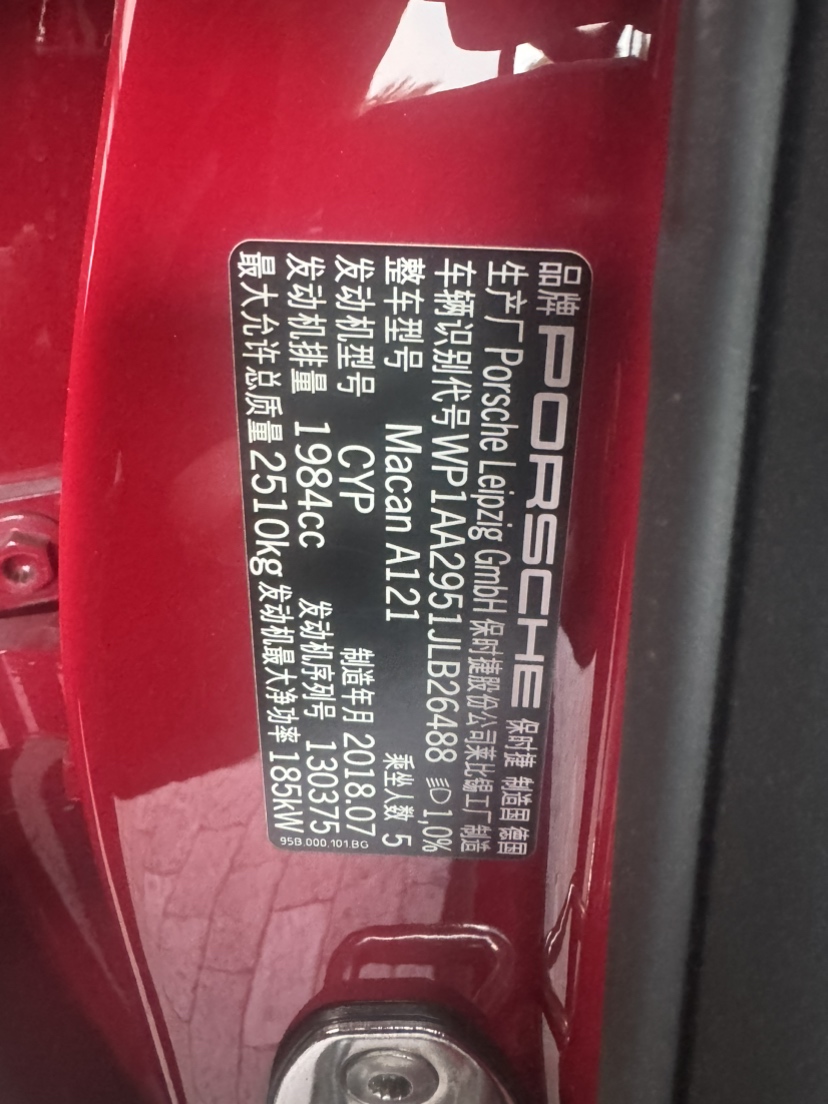 品牌 PORSCHE 保时捷 制造国 德国
生产厂 Porsche Leipzig GmbH 保时捷股份公司莱比锡工厂 制造
车辆识别代号 WP1AA2951JLB26488 1,0%
整车型号 Macan A121 乘坐人数 5
发动机型号 CYP 制造年月 2018.07
发动机排量 1984cc 发动机序列号 130375
最大允许总质量 2510kg 发动机最大净功率 185kW
95B.000.101.BG